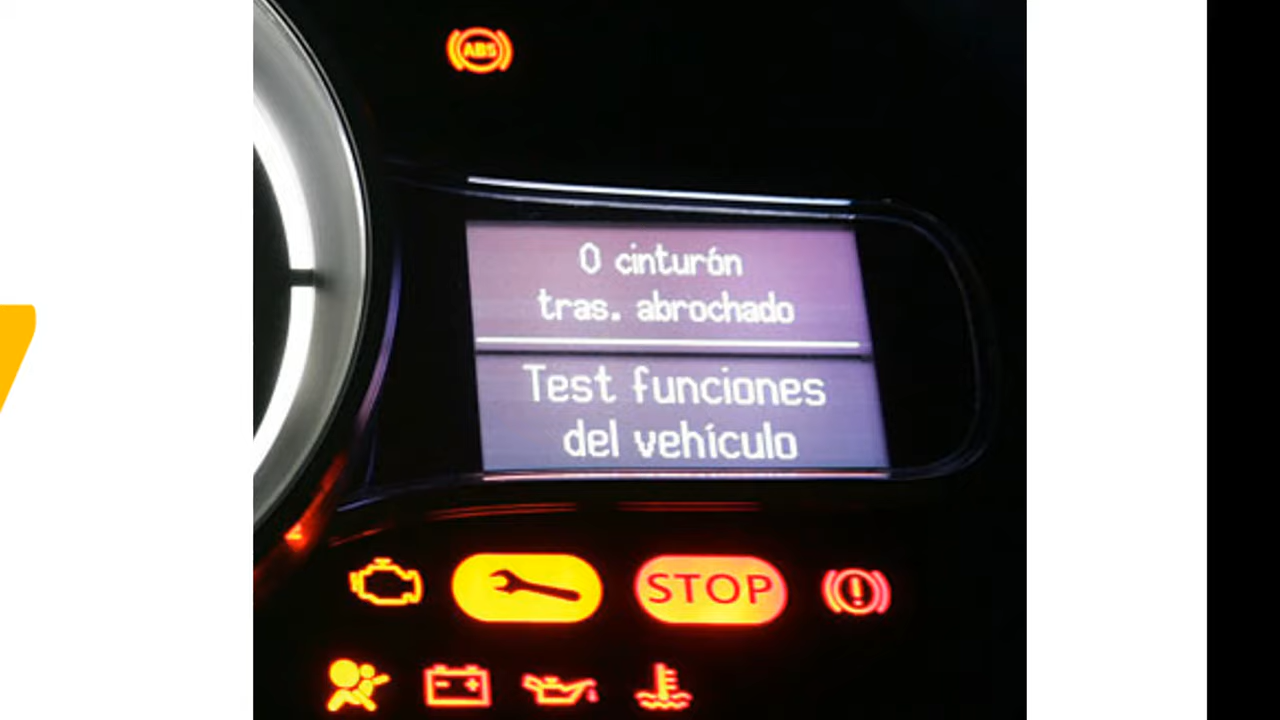 ABS
0 cinturón
tras. abrochado
Test funciones
del vehículo
STOP